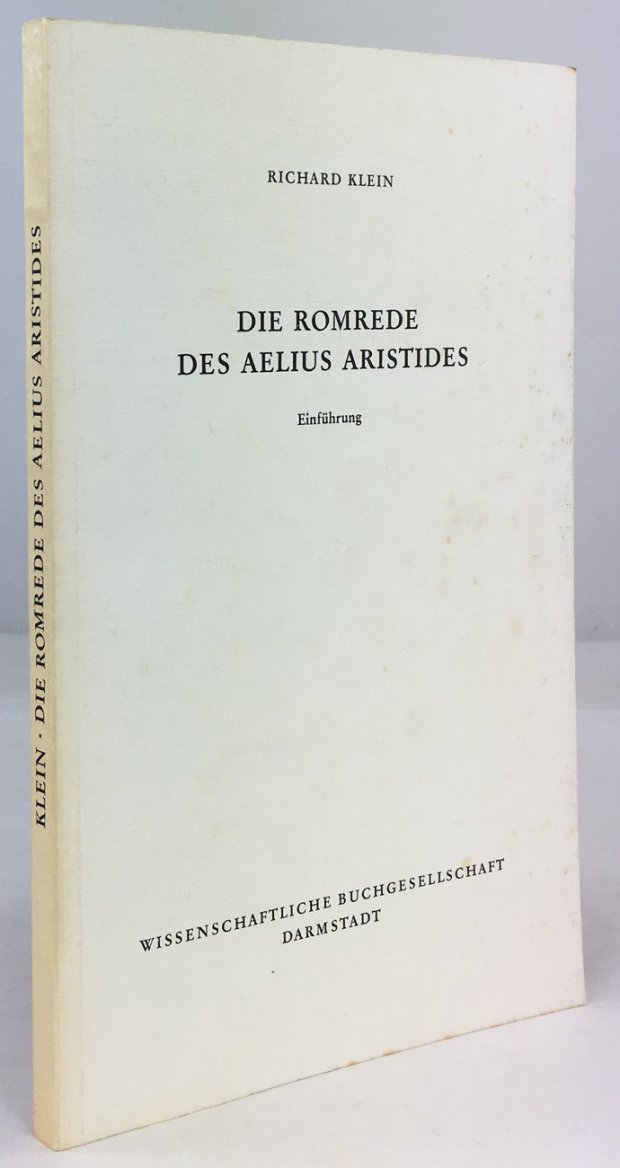 KLEIN · DIE ROMREDE DES AELIUS ARISTIDES
RICHARD KLEIN
DIE ROMREDE
DES AELIUS ARISTIDES
Einführung
WISSENSCHAFTLICHE BUCHGESELLSCHAFT
DARMSTADT